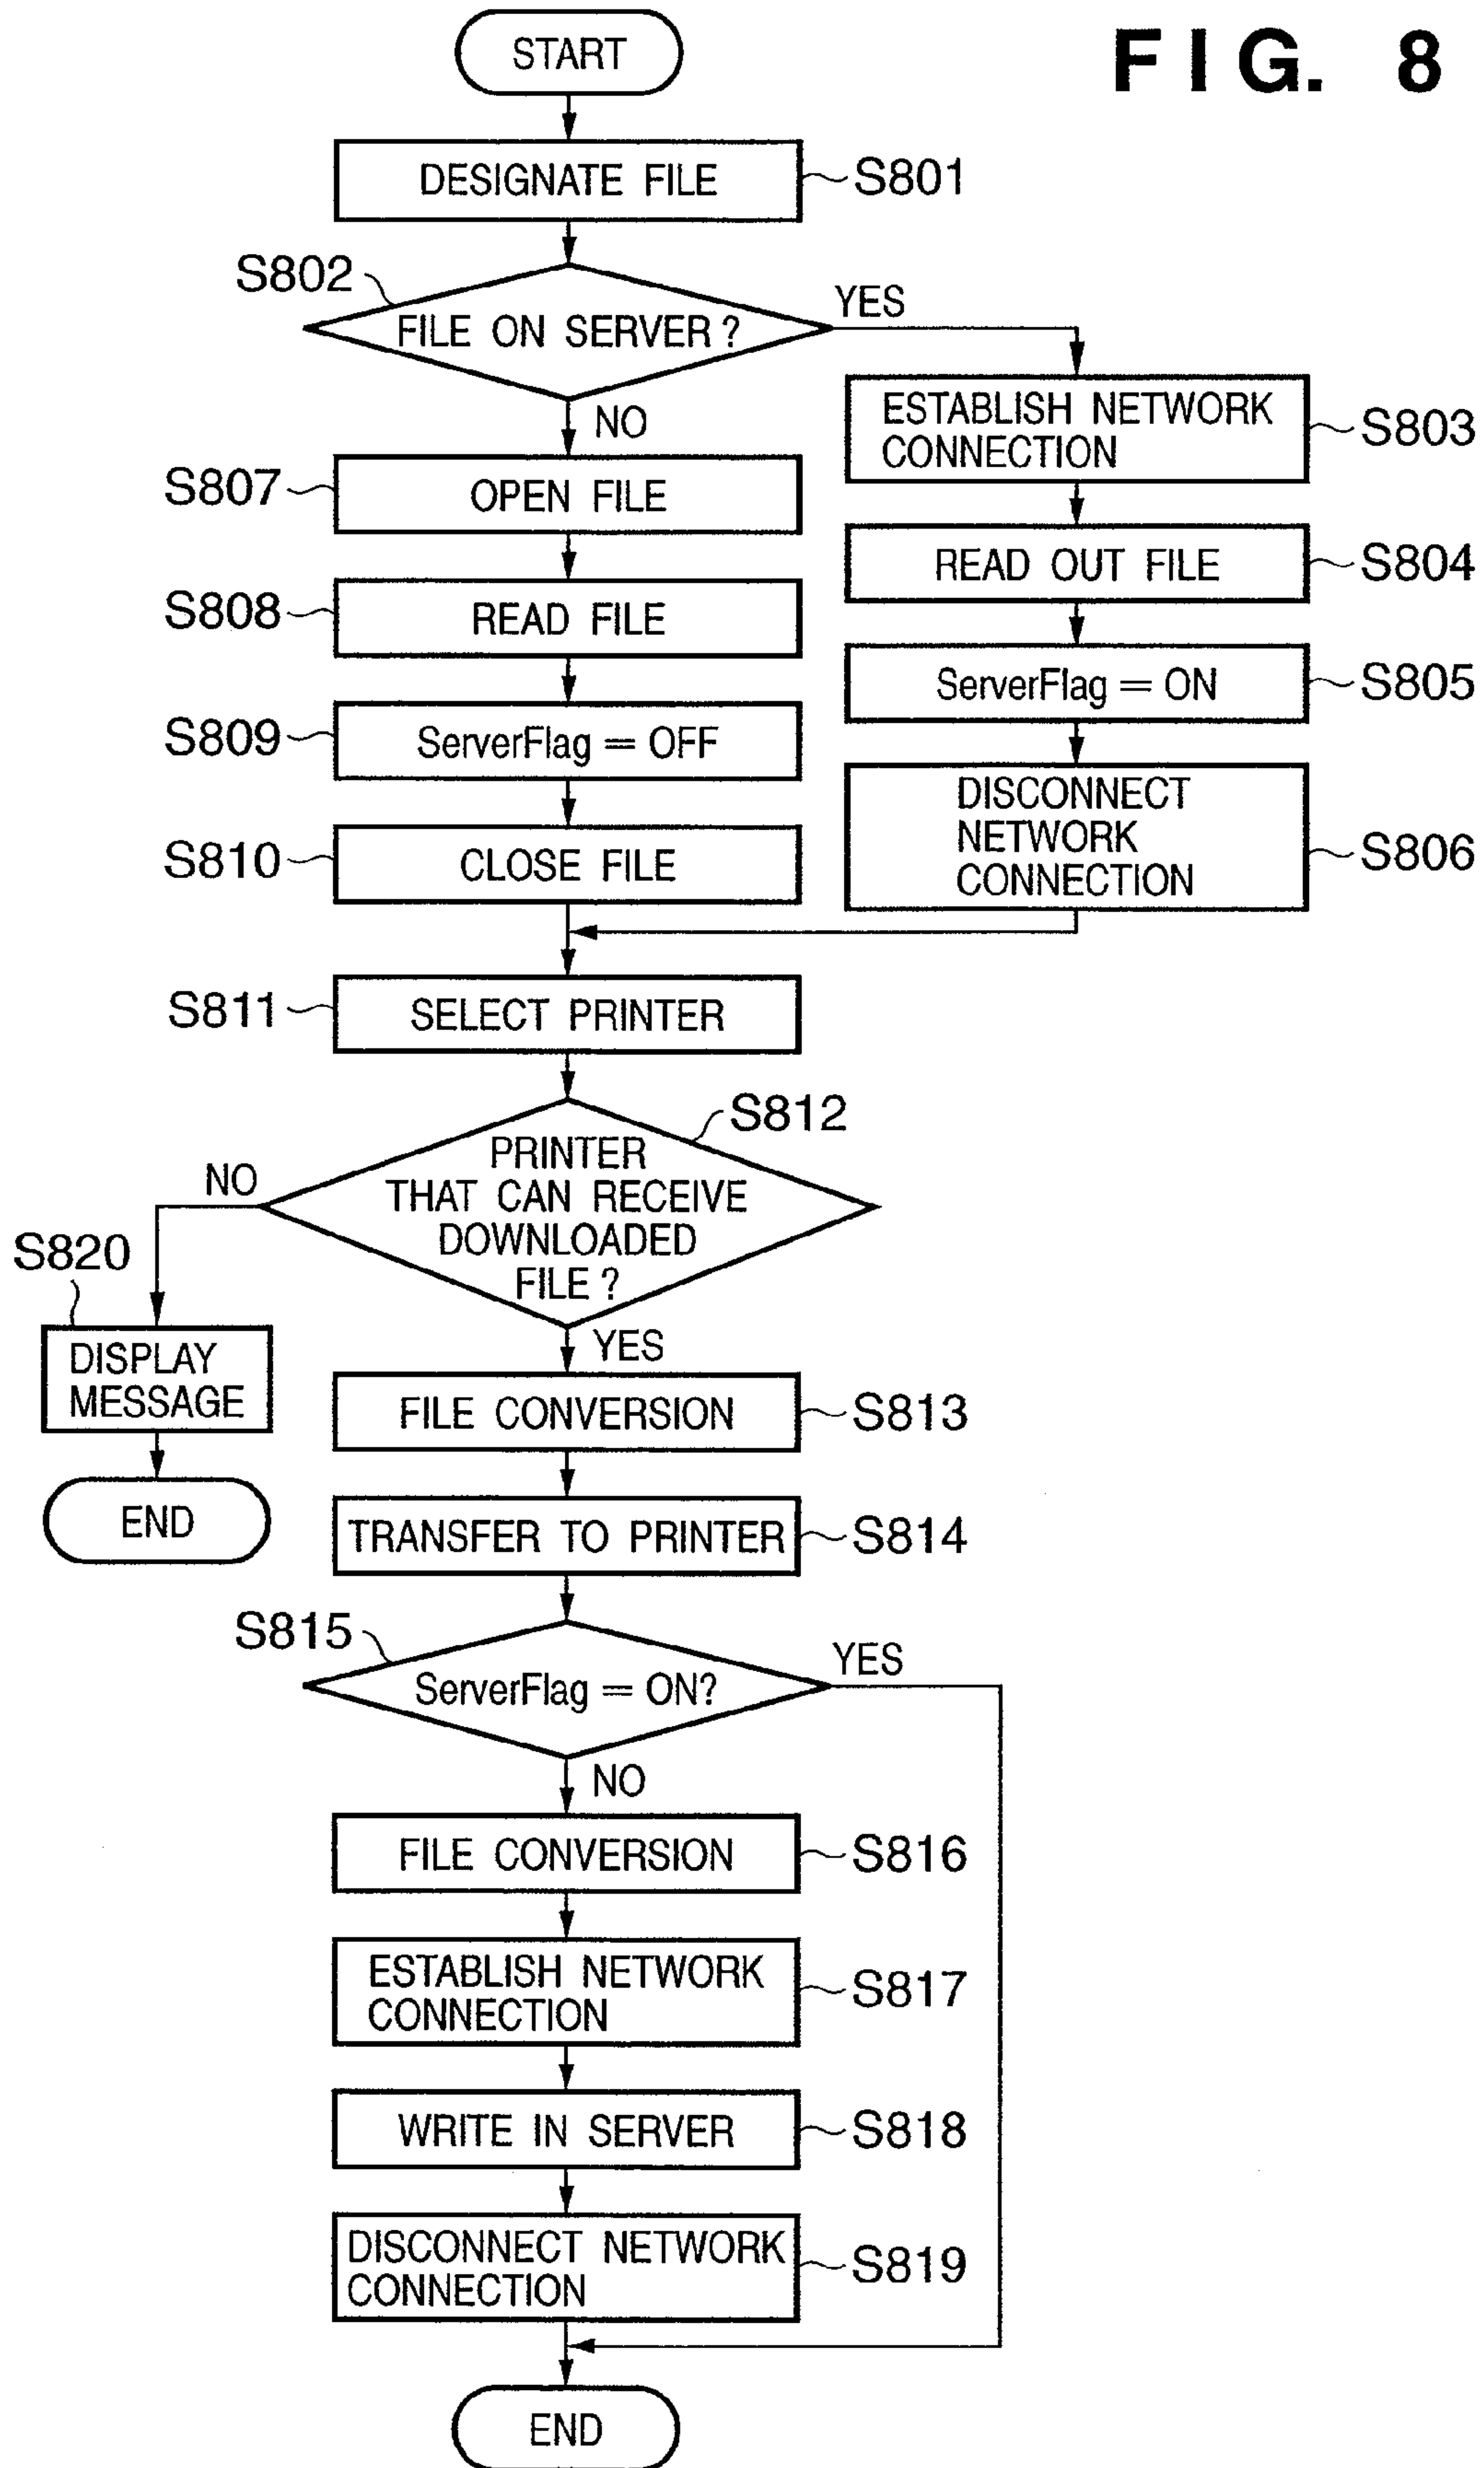 FIG. 8
START
DESIGNATE FILE
S801
S802
FILE ON SERVER?
YES
NO
ESTABLISH NETWORK
CONNECTION
S803
S807
OPEN FILE
READ OUT FILE
S804
S808
READ FILE
ServerFlag = ON
S805
S809
ServerFlag = OFF
DISCONNECT
NETWORK
CONNECTION
S806
S810
CLOSE FILE
S811
SELECT PRINTER
S812
PRINTER
THAT CAN RECEIVE
DOWNLOADED
FILE?
NO
S820
DISPLAY
MESSAGE
END
YES
FILE CONVERSION
S813
TRANSFER TO PRINTER
S814
S815
ServerFlag = ON?
YES
NO
FILE CONVERSION
S816
ESTABLISH NETWORK
CONNECTION
S817
WRITE IN SERVER
S818
DISCONNECT NETWORK
CONNECTION
S819
END